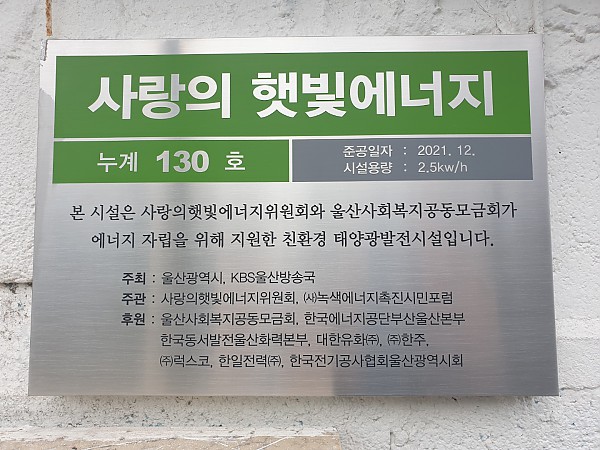 사랑의 햇빛에너지
누계 130 호
준공일자 : 2021. 12.
시설용량 : 2.5kw/h
본 시설은 사랑의햇빛에너지위원회와 울산사회복지공동모금회가
에너지 자립을 위해 지원한 친환경 태양광발전시설입니다.
주최 : 울산광역시, KBS울산방송국
주관 : 사랑의햇빛에너지위원회, ㈔녹색에너지촉진시민포럼
후원 : 울산사회복지공동모금회, 한국에너지공단부산울산본부
한국동서발전울산화력본부, 대한유화㈜, ㈜한주,
㈜럭스코, 한일전력㈜, 한국전기공사협회울산광역시회